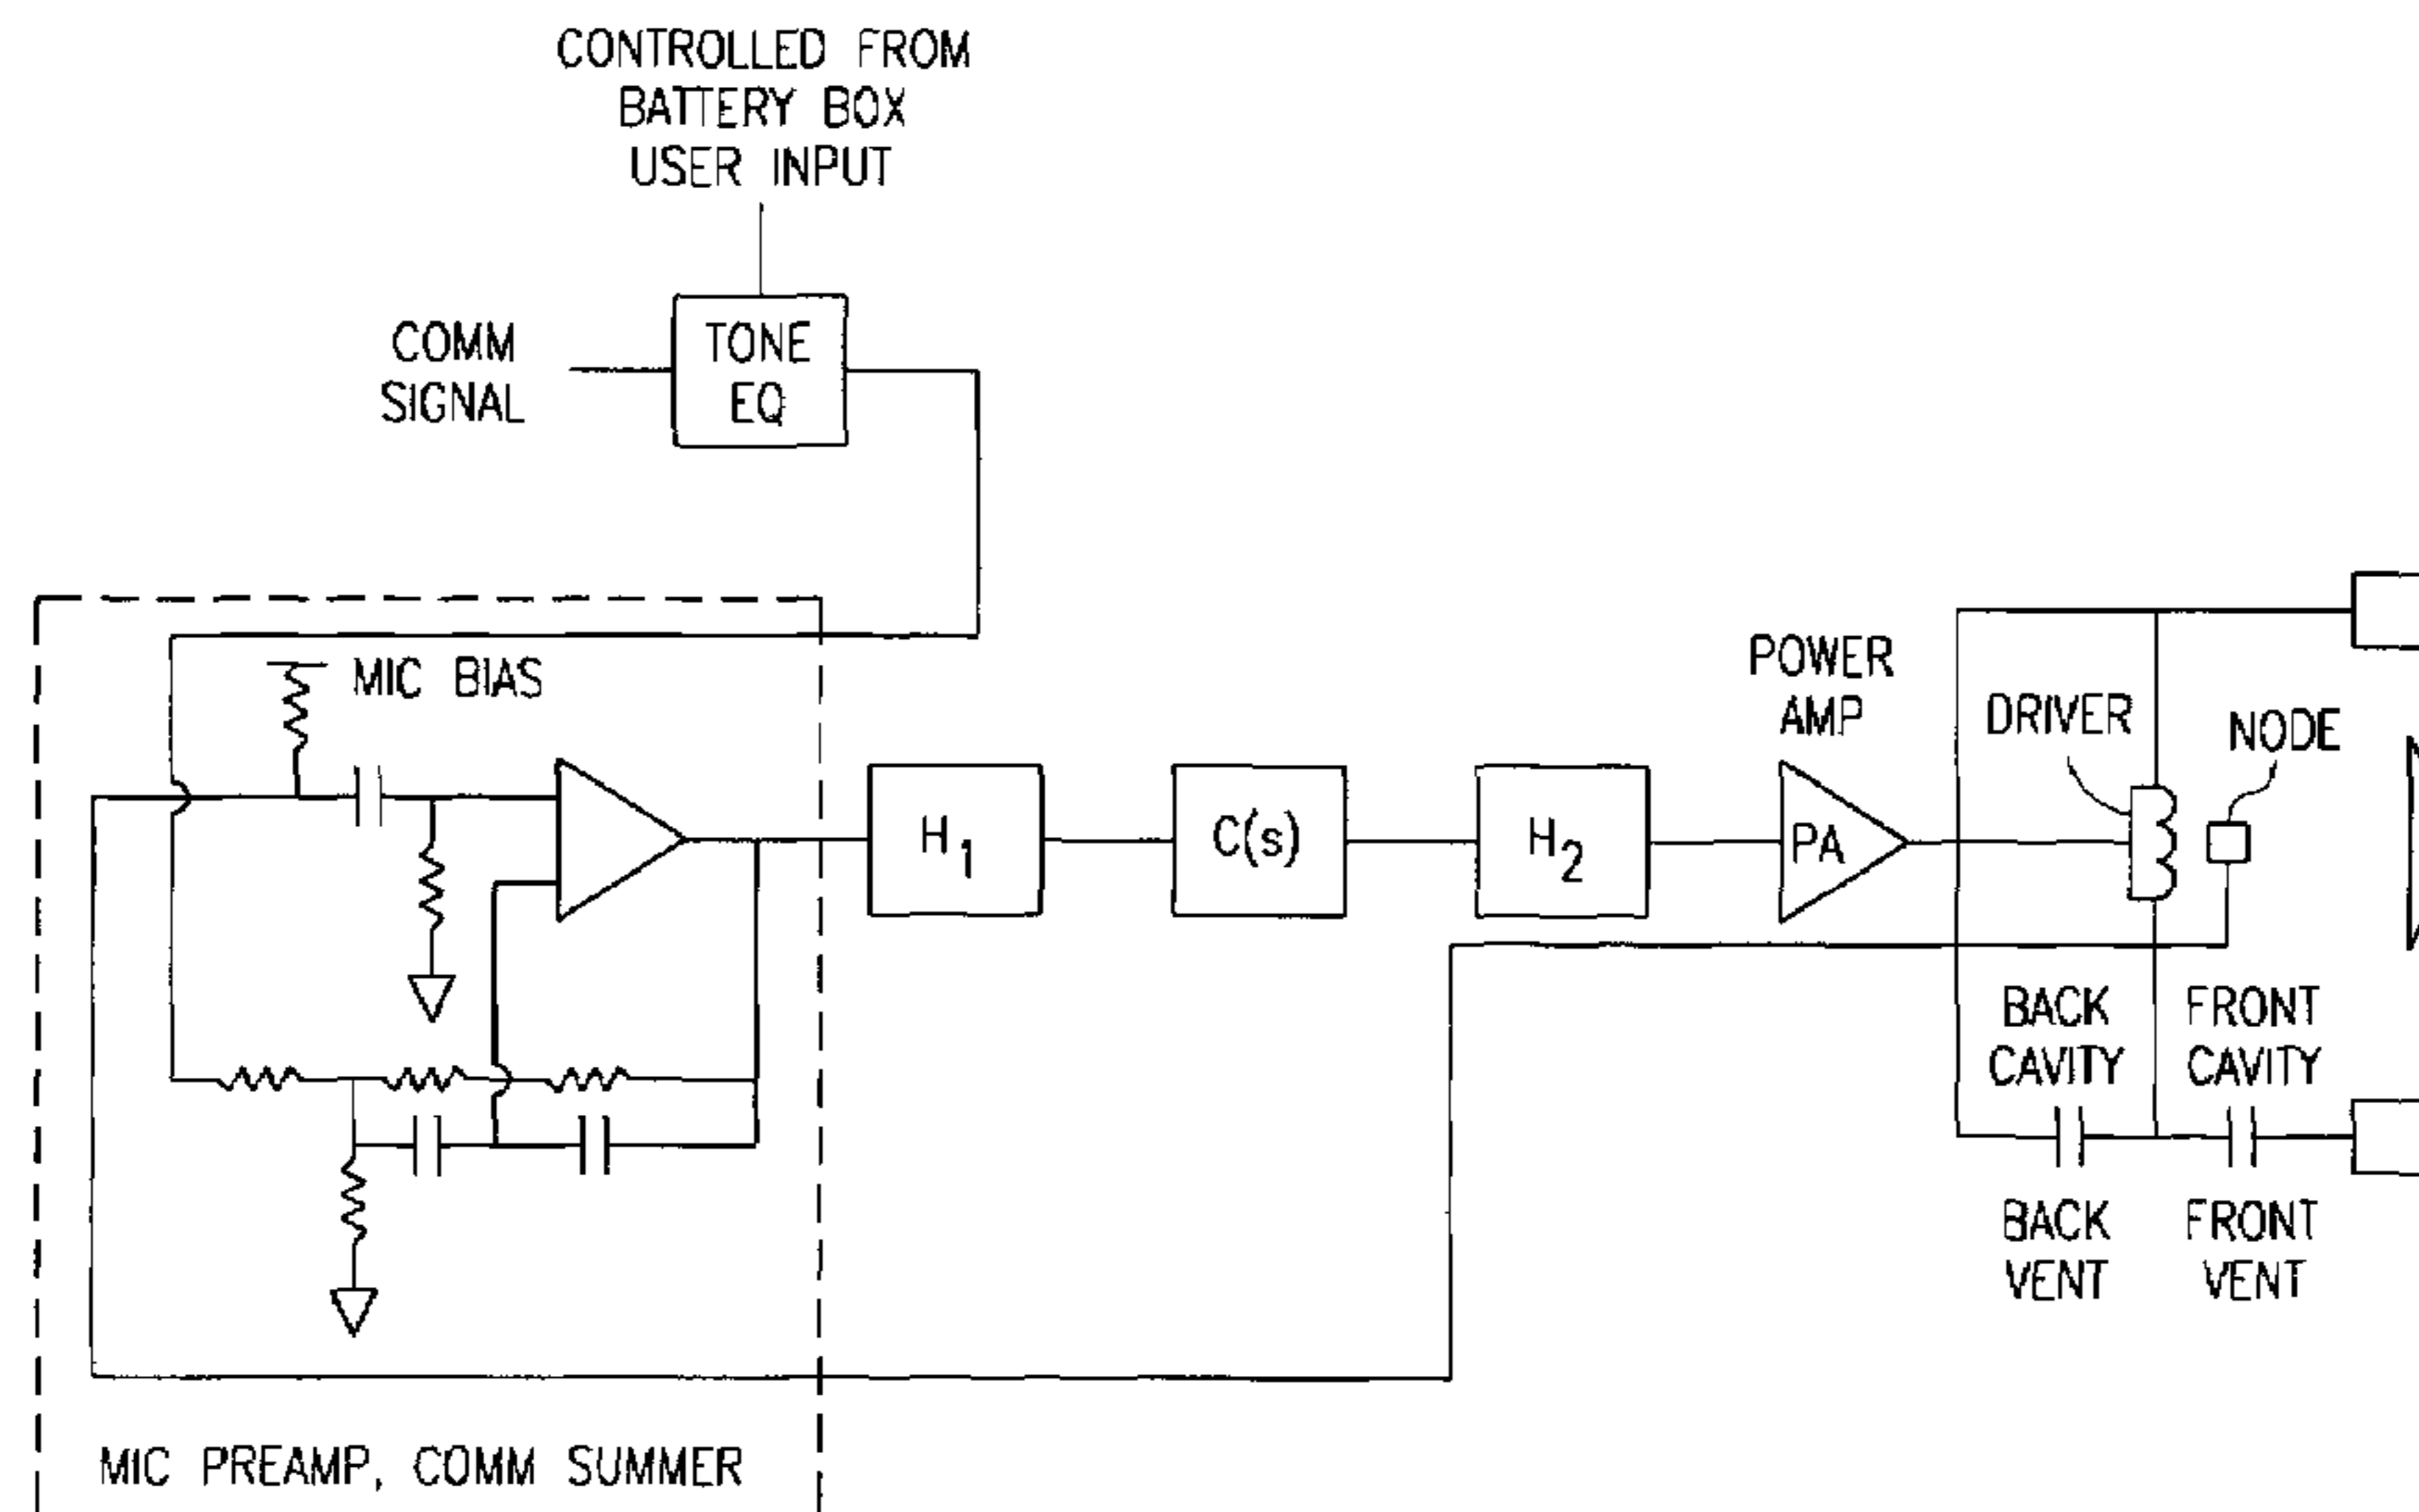 CONTROLLED FROM
BATTERY BOX
USER INPUT
COMM
SIGNAL
TONE
EQ
MIC BIAS
POWER
AMP
DRIVER
NODE
H1
C(s)
H2
PA
BACK
CAVITY
FRONT
CAVITY
BACK
VENT
FRONT
VENT
MIC PREAMP, COMM SUMMER